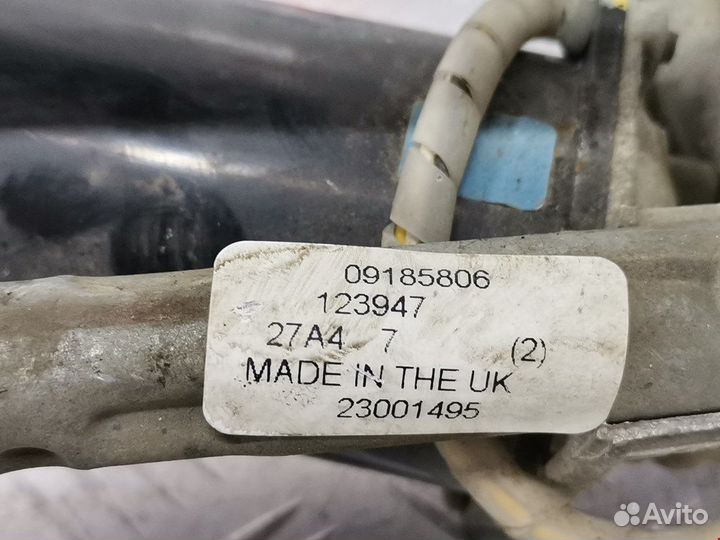 09185806
123947
27A4 7 (2)
MADE IN THE UK
23001495
Avito